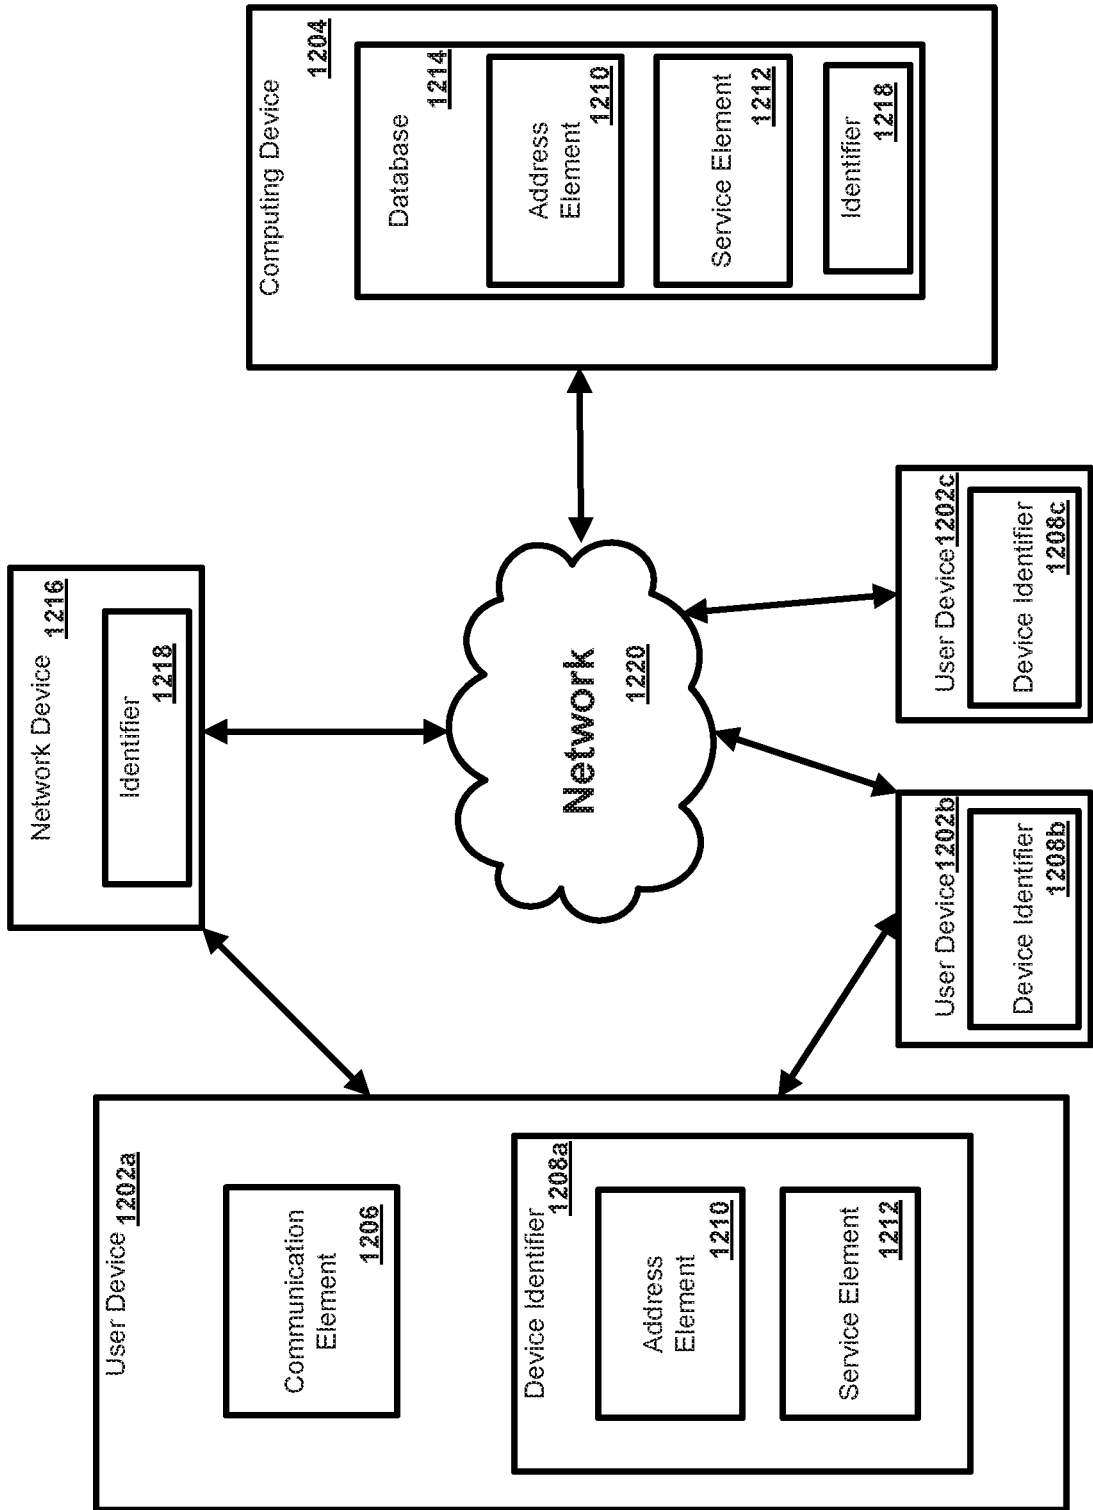 User Device 1202a
Communication
Element
1206
Device Identifier
1208a
Address
Element
1210
Service Element
1212
Network Device
1216
Identifier
1218
Network
1220
User Device 1202b
Device Identifier
1208b
User Device 1202c
Device Identifier
1208c
Computing Device
1204
Database
1214
Address
Element
1210
Service Element
1212
Identifier
1218